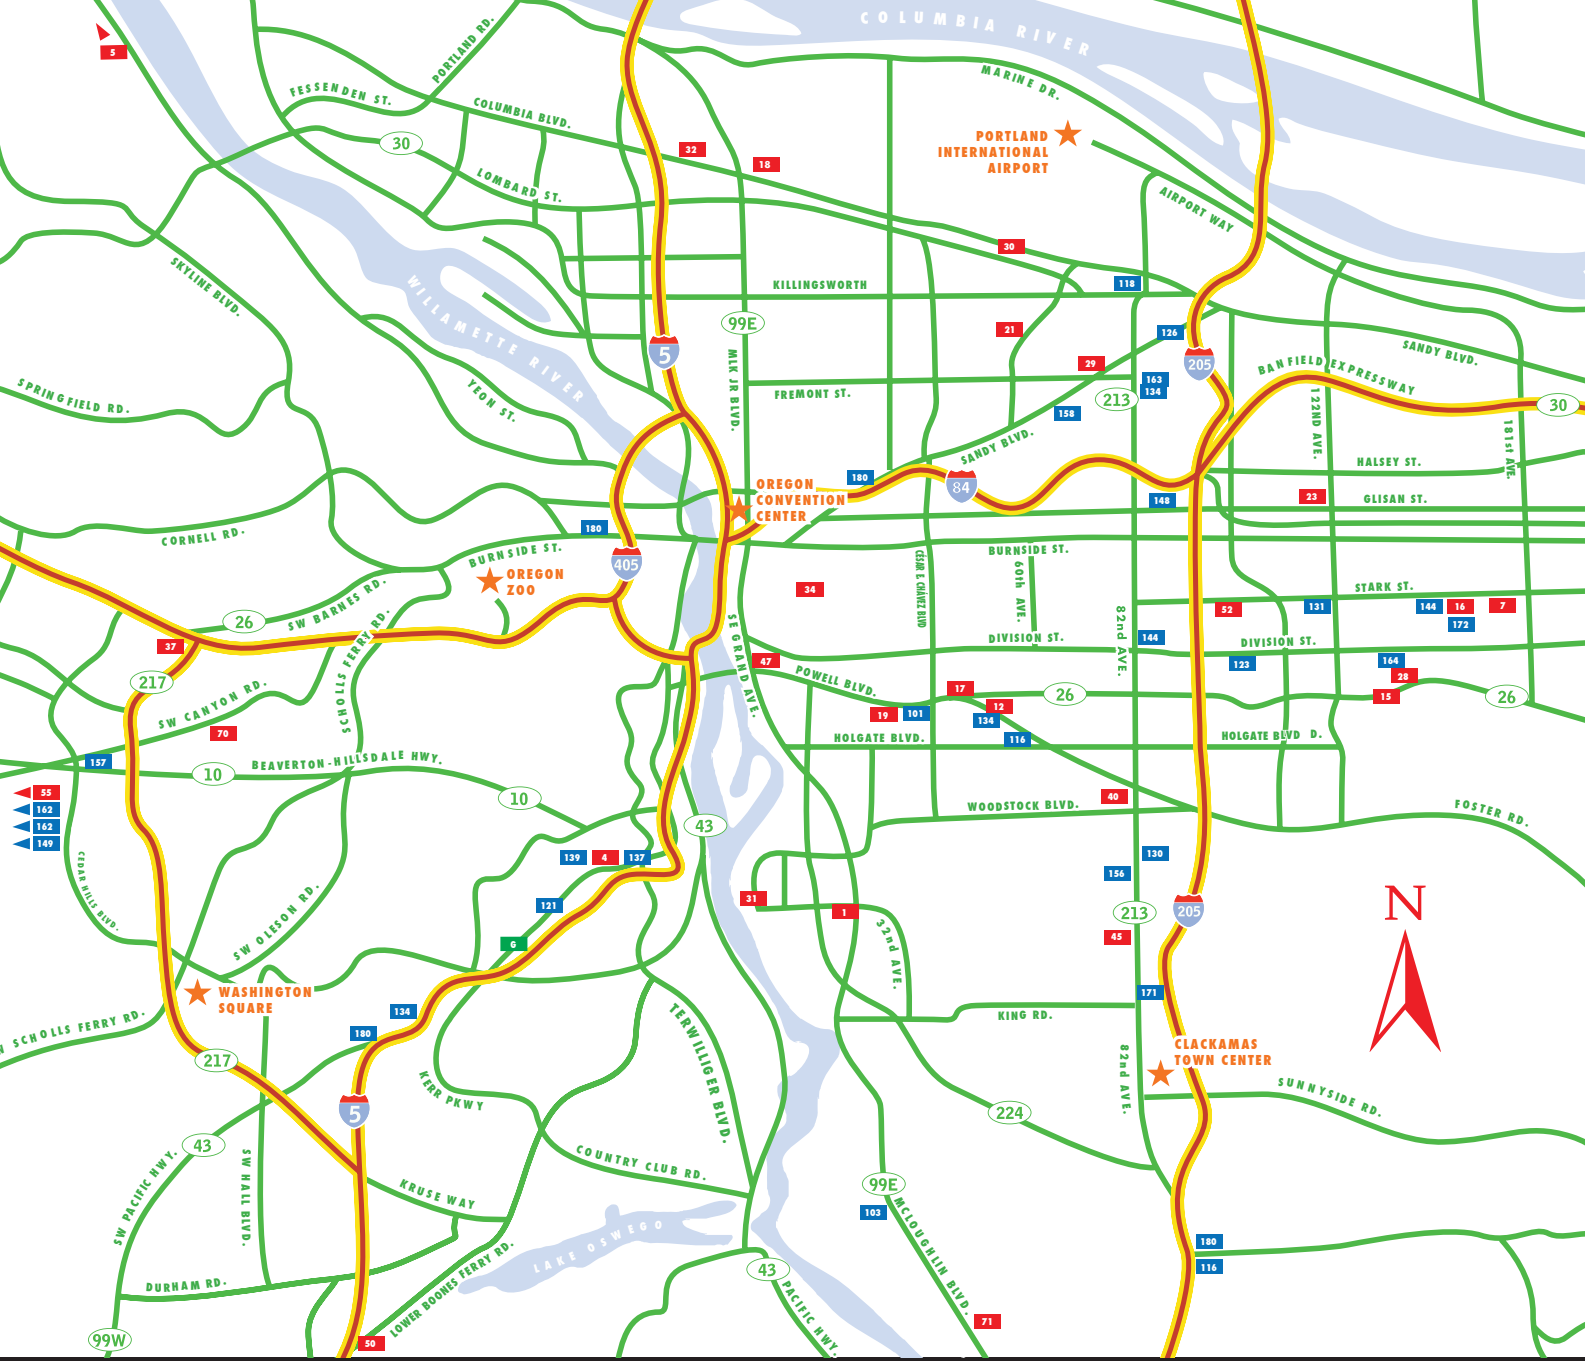 COLUMBIA RIVER
5
PORTLAND RD.
FESSENDEN ST.
COLUMBIA BLVD.
MARINE DR.
30
32
18
PORTLAND
INTERNATIONAL
AIRPORT
LOMBARD ST.
AIRPORT WAY
30
SKYLINE BLVD.
WILLAMETTE RIVER
KILLINGSWORTH
118
99E
21
126
5
29
205
BANFIELD EXPRESSWAY
SANDY BLVD.
SPRINGFIELD RD.
YEON ST.
MLK JR BLVD.
FREMONT ST.
163
134
213
158
122ND AVE.
30
181st AVE.
SANDY BLVD.
HALSEY ST.
180
84
OREGON
CONVENTION
CENTER
148
23
GLISAN ST.
CORNELL RD.
180
BURNSIDE ST.
405
OREGON
ZOO
CÉSAR E. CHÁVEZ BLVD
BURNSIDE ST.
60th AVE.
34
STARK ST.
SW BARNES RD.
26
SCHOLLS FERRY RD.
82nd AVE.
52
131
144
16
7
172
SE GRAND AVE.
DIVISION ST.
144
DIVISION ST.
37
217
47
POWELL BLVD.
123
164
28
SW CANYON RD.
17
26
15
26
19
101
12
134
116
70
HOLGATE BLVD.
HOLGATE BLVD D.
157
10
BEAVERTON-HILLSDALE HWY.
55
162
162
149
10
40
WOODSTOCK BLVD.
FOSTER RD.
43
CEDAR HILLS BLVD.
139
4
137
130
156
121
31
1
213
205
N
SW OLESON RD.
G
32nd AVE.
45
WASHINGTON
SQUARE
134
171
N SCHOLLS FERRY RD.
180
TERWILLIGER BLVD.
KING RD.
CLACKAMAS
TOWN CENTER
217
KERR PKWY
82nd AVE.
SUNNYSIDE RD.
5
224
43
SW PACIFIC HWY.
SW HALL BLVD.
COUNTRY CLUB RD.
KRUSE WAY
99E
103
MCLOUGHLIN BLVD.
LAKE OSWEGO
180
116
DURHAM RD.
LOWER BOONES FERRY RD.
43
PACIFIC HWY.
99W
50
71